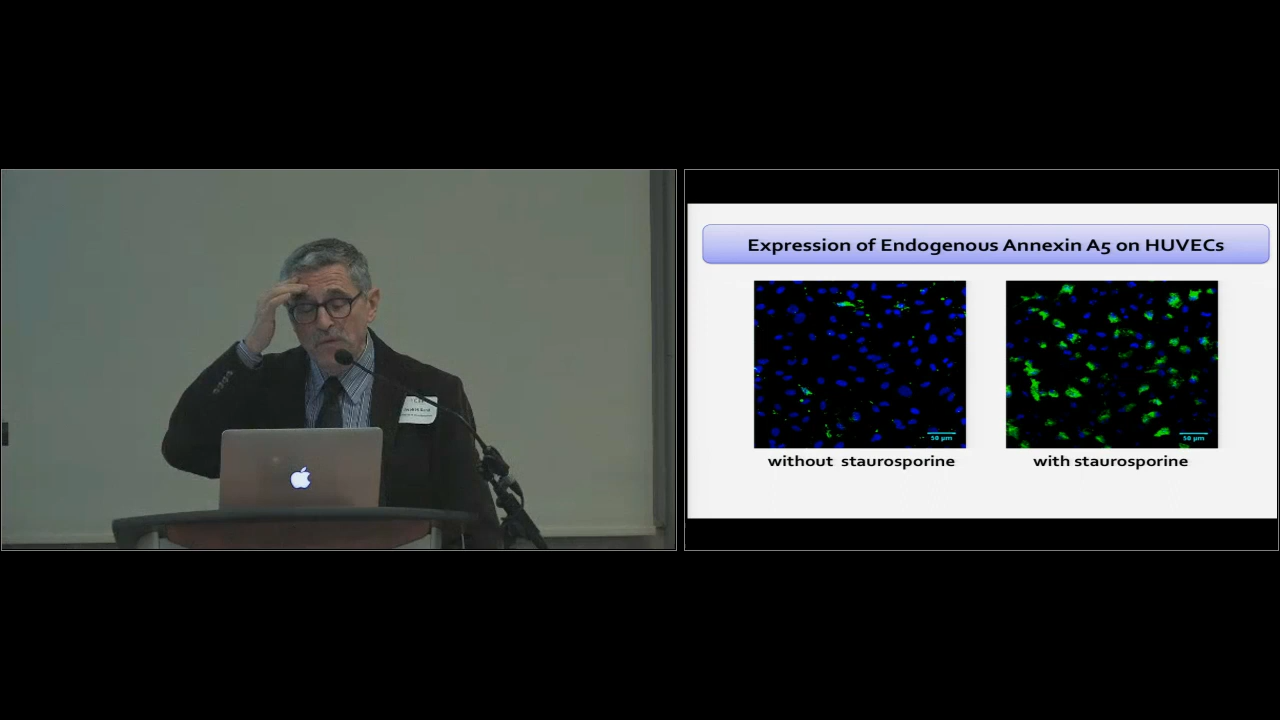 Expression of Endogenous Annexin A5 on HUVECs
50 μm
50 μm
without staurosporine
with staurosporine